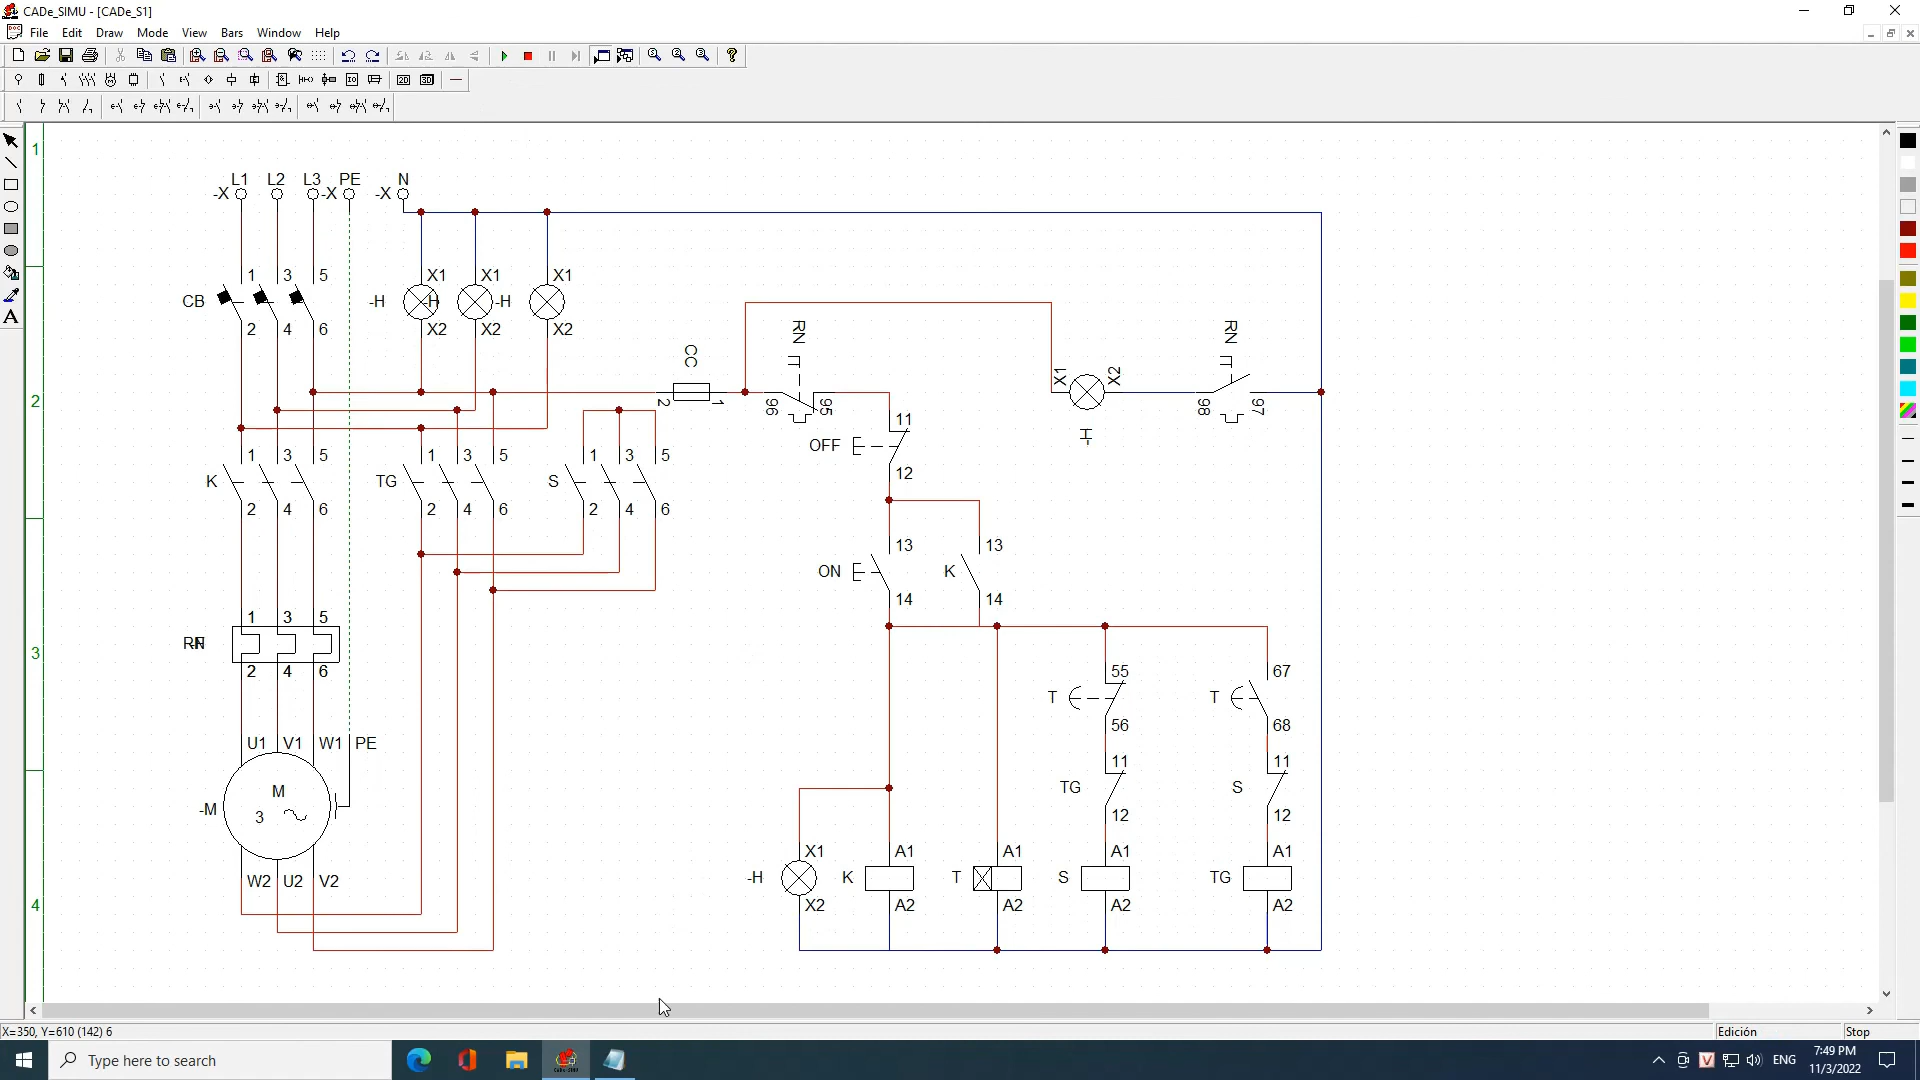 CADe_SIMU - [CADe_S1]
File Edit Draw Mode View Bars Window Help
1
L1 L2 L3 PE N
-X -X -X
1 3 5 X1 X1 X1
CB -H -H -H
2 4 6 X2 X2 X2
RN RN
CC
2
X1 X2
2 1 96 95 98 97
11
-H
OFF
12
1 3 5 1 3 5 1 3 5
K TG S
2 4 6 2 4 6 2 4 6
13 13
ON K
14 14
1 3 5
3
2 4 6
55 67
T T
56 68
U1 V1 W1 PE
11 11
TG S
12 12
M
-M 3
X1 A1 A1 A1 A1
-H K T S TG
W2 U2 V2
X2 A2 A2 A2 A2
4
X=350, Y=610 (142) 6 Edición Stop
Type here to search
ENG
7:49 PM
11/3/2022